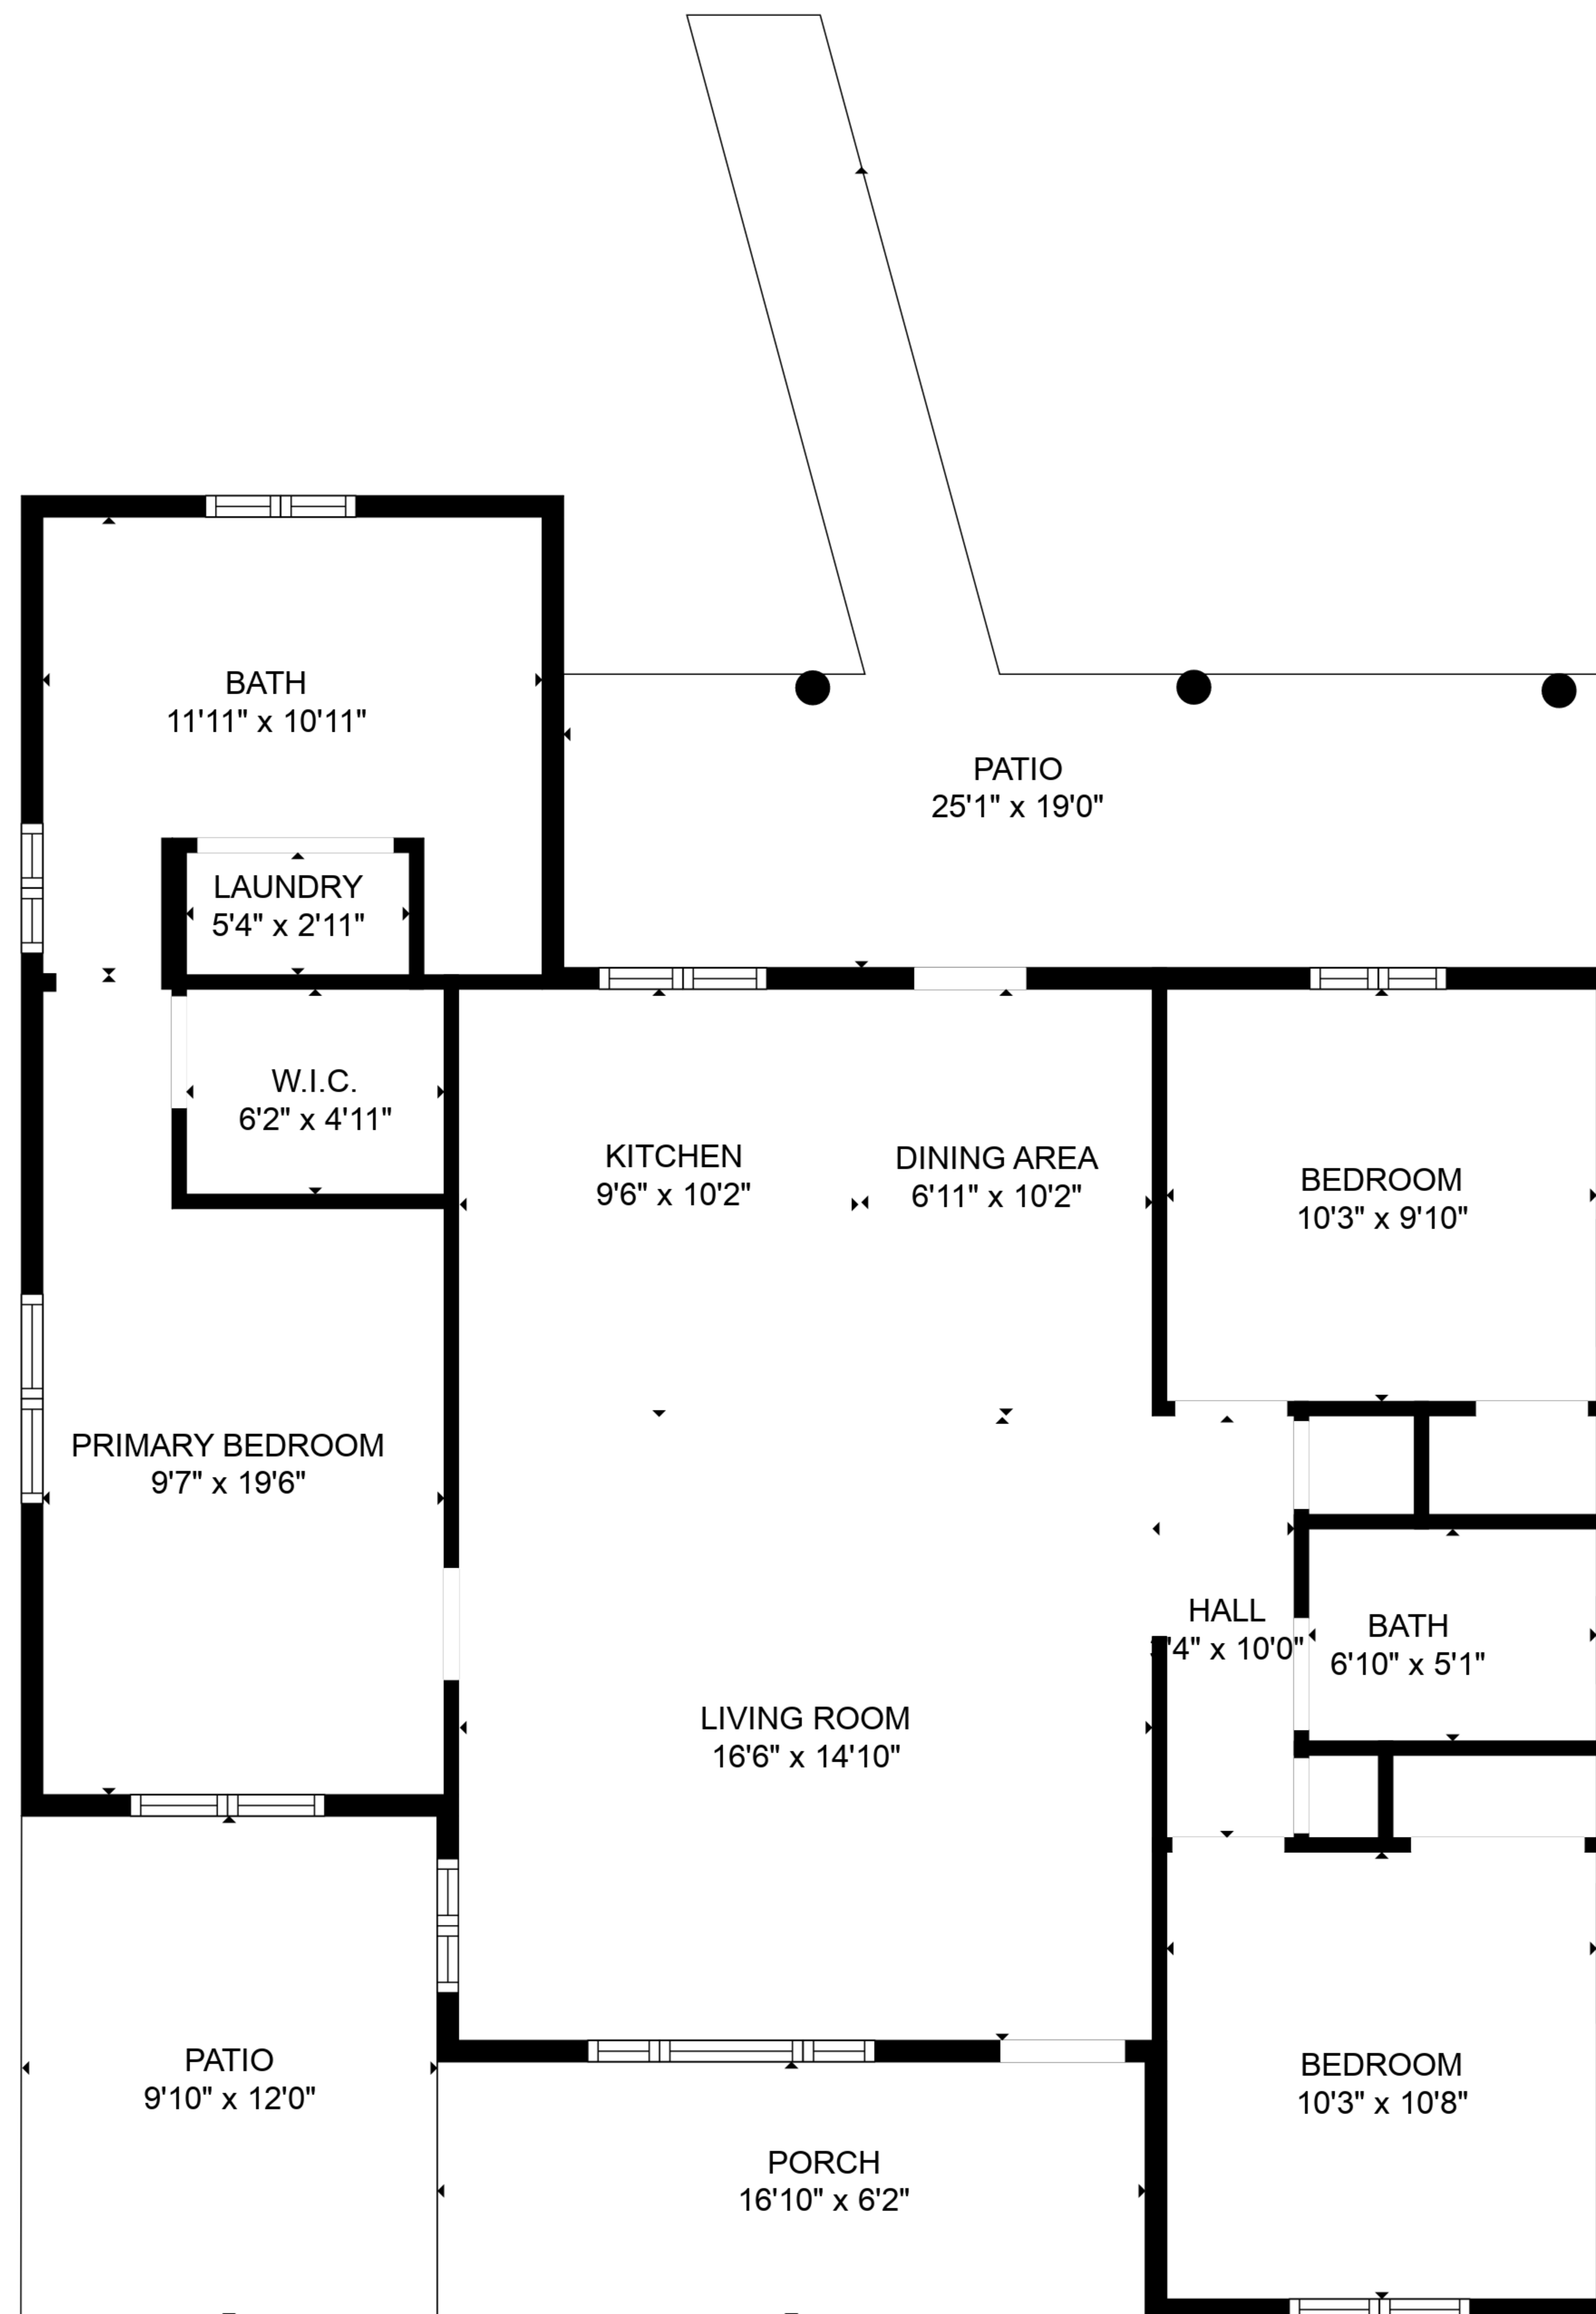 BATH
11'11" x 10'11"
PATIO
25'1" x 19'0"
LAUNDRY
5'4" x 2'11"
W.I.C.
6'2" x 4'11"
KITCHEN
9'6" x 10'2"
DINING AREA
6'11" x 10'2"
BEDROOM
10'3" x 9'10"
PRIMARY BEDROOM
9'7" x 19'6"
HALL
'4" x 10'0"
BATH
6'10" x 5'1"
LIVING ROOM
16'6" x 14'10"
PATIO
9'10" x 12'0"
BEDROOM
10'3" x 10'8"
PORCH
16'10" x 6'2"